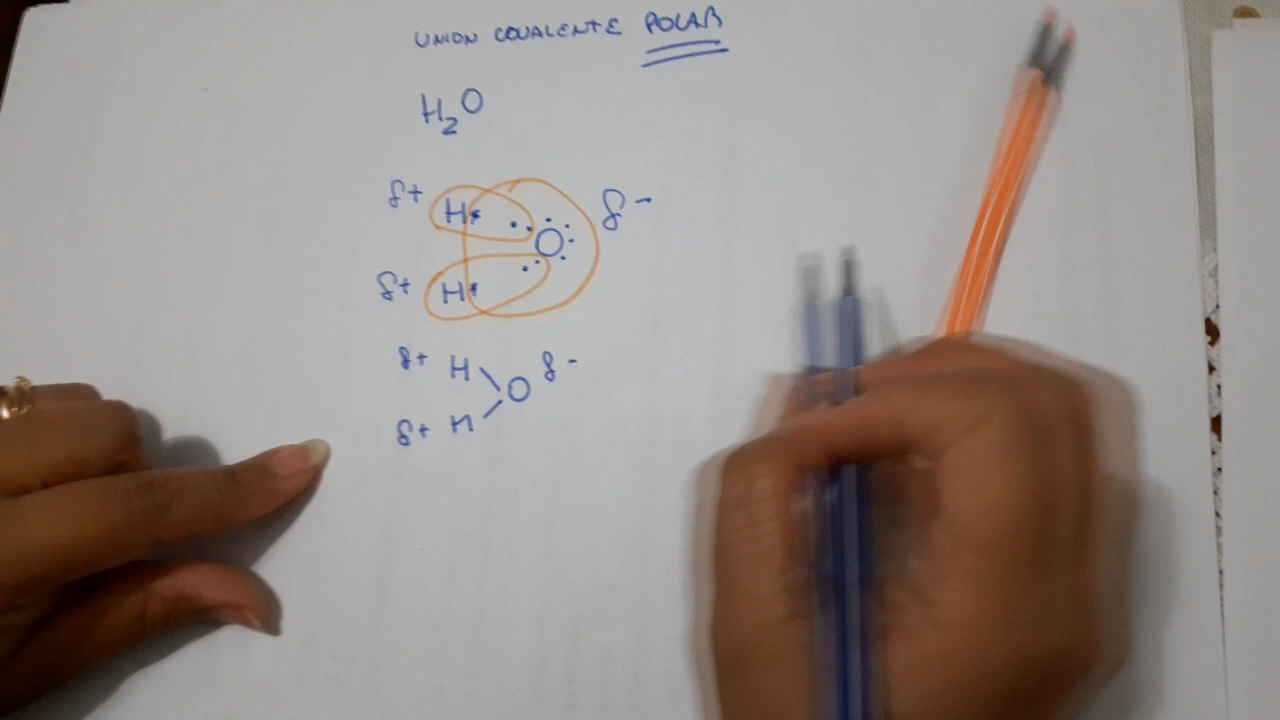 UNION COVALENTE POLAR
H₂O
δ+ H O δ-
δ+ H
δ+ H O δ-
δ+ H